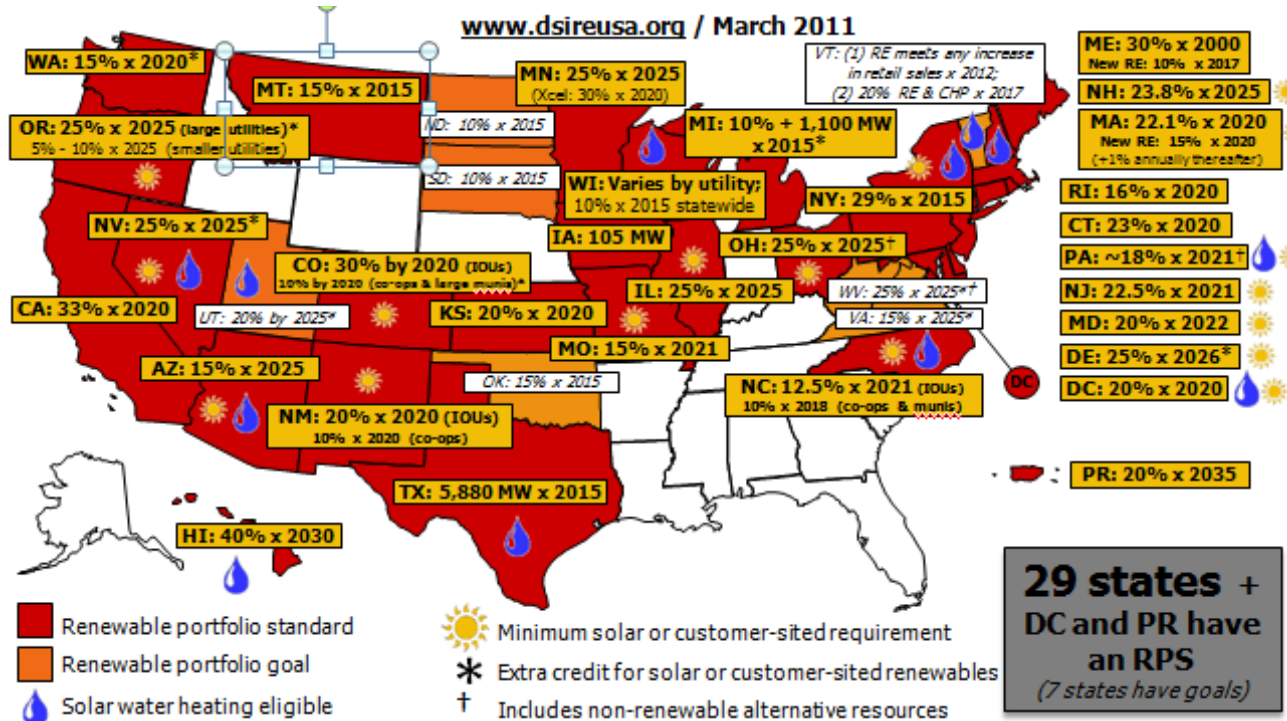 www.dsireusa.org / March 2011
WA: 15% x 2020*
MT: 15% x 2015
MN: 25% x 2025
(Xcel: 30% x 2020)
VT: (1) RE meets any increase
in retail sales x 2012;
(2) 20% RE & CHP x 2017
ME: 30% x 2000
New RE: 10% x 2017
NH: 23.8% x 2025
MA: 22.1% x 2020
New RE: 15% x 2020
(+1% annually thereafter)
OR: 25% x 2025 (large utilities)*
5% - 10% x 2025 (smaller utilities)
ND: 10% x 2015
SD: 10% x 2015
MI: 10% + 1,100 MW
x 2015*
WI: Varies by utility;
10% x 2015 statewide
NY: 29% x 2015
RI: 16% x 2020
CT: 23% x 2020
NV: 25% x 2025*
IA: 105 MW
OH: 25% x 2025†
PA: ~18% x 2021†
CO: 30% by 2020 (IOUs)
10% by 2020 (co-ops & large munis)*
IL: 25% x 2025
WV: 25% x 2025*†
NJ: 22.5% x 2021
CA: 33% x 2020
UT: 20% by 2025*
KS: 20% x 2020
VA: 15% x 2025*
MD: 20% x 2022
MO: 15% x 2021
DE: 25% x 2026*
AZ: 15% x 2025
OK: 15% x 2015
NC: 12.5% x 2021 (IOUs)
10% x 2018 (co-ops & munis)
DC
DC: 20% x 2020
NM: 20% x 2020 (IOUs)
10% x 2020 (co-ops)
PR: 20% x 2035
TX: 5,880 MW x 2015
HI: 40% x 2030
29 states +
DC and PR have
an RPS
(7 states have goals)
Renewable portfolio standard
Renewable portfolio goal
Solar water heating eligible
Minimum solar or customer-sited requirement
* Extra credit for solar or customer-sited renewables
† Includes non-renewable alternative resources